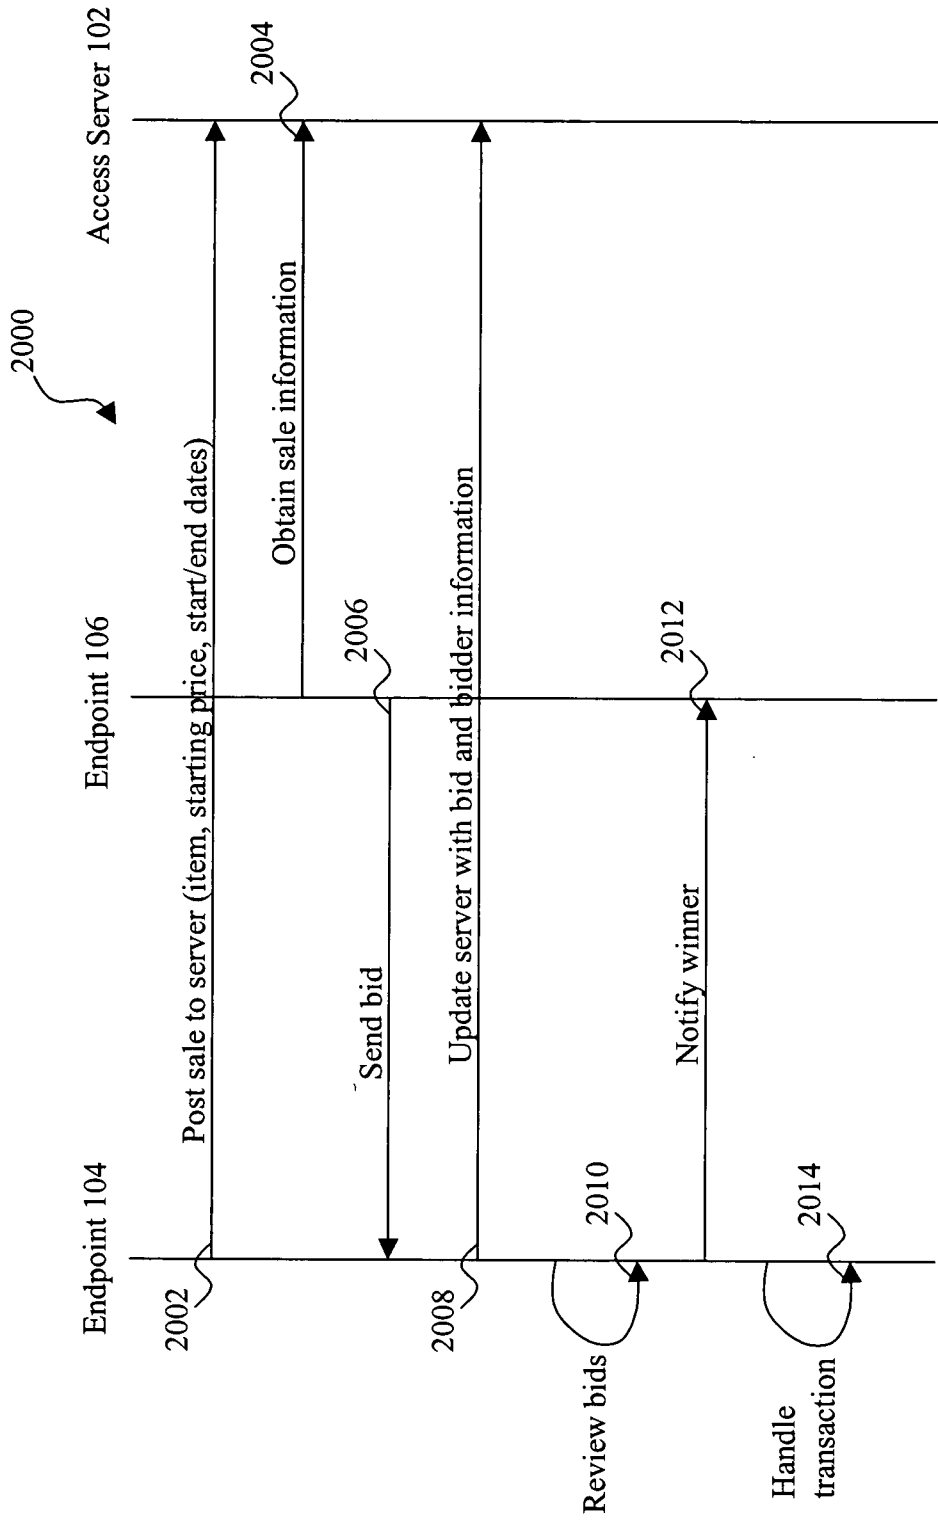 2000
Endpoint 104
Endpoint 106
Access Server 102
2002
Post sale to server (item, starting price, start/end dates)
Obtain sale information
2004
Send bid
2006
2008
Update server with bid and bidder information
Review bids
2010
Notify winner
2012
Handle
transaction
2014